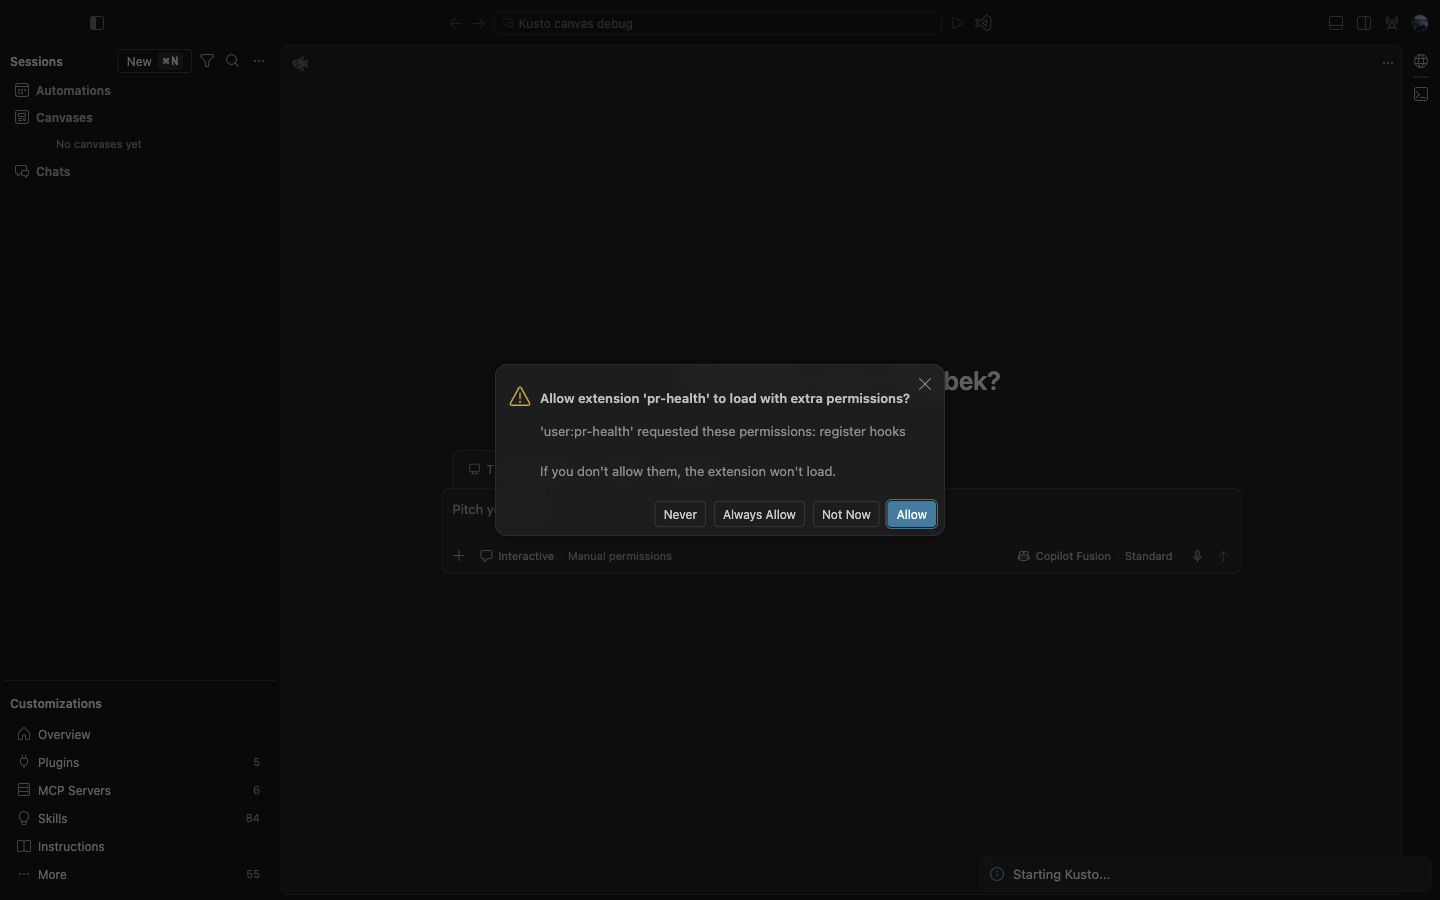 Kusto canvas debug
Sessions
New ⌘N
Automations
Canvases
No canvases yet
Chats
bek?
Allow extension 'pr-health' to load with extra permissions?
'user:pr-health' requested these permissions: register hooks
If you don't allow them, the extension won't load.
Never
Always Allow
Not Now
Allow
T
Pitch y
Interactive
Manual permissions
Copilot Fusion
Standard
Customizations
Overview
Plugins 5
MCP Servers 6
Skills 84
Instructions
More 55
Starting Kusto...